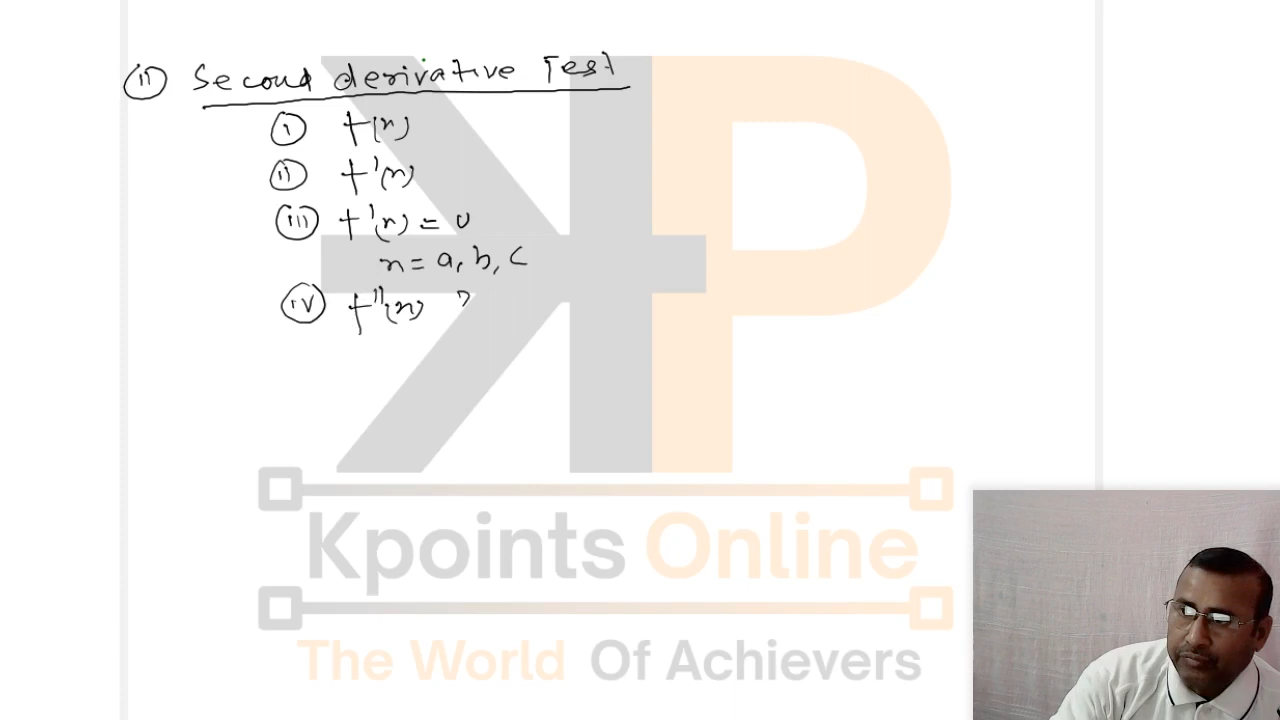 (ii) Second derivative Test
(i) f(x)
(ii) f'(x)
(iii) f'(x) = 0
x = a, b, c
(iv) f''(x) ?
Kpoints Online
The World Of Achievers